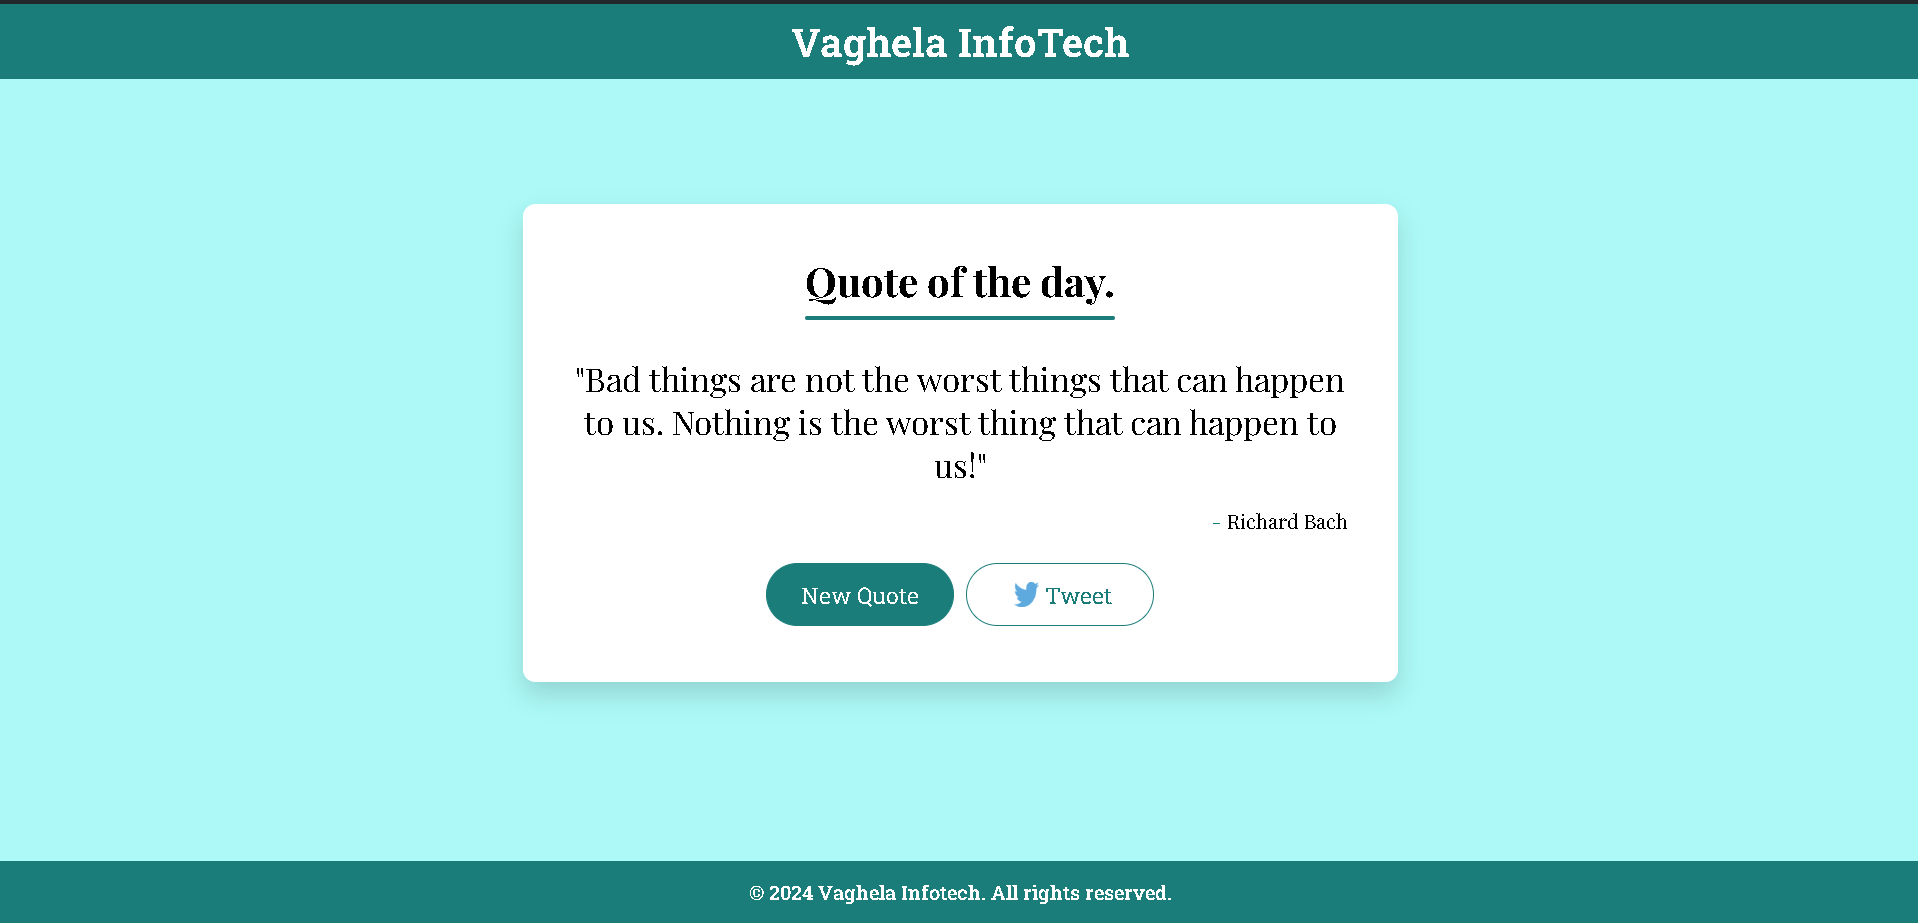 Vaghela InfoTech
Quote of the day.
"Bad things are not the worst things that can happen
to us. Nothing is the worst thing that can happen to
us!"
- Richard Bach
New Quote
Tweet
© 2024 Vaghela Infotech. All rights reserved.